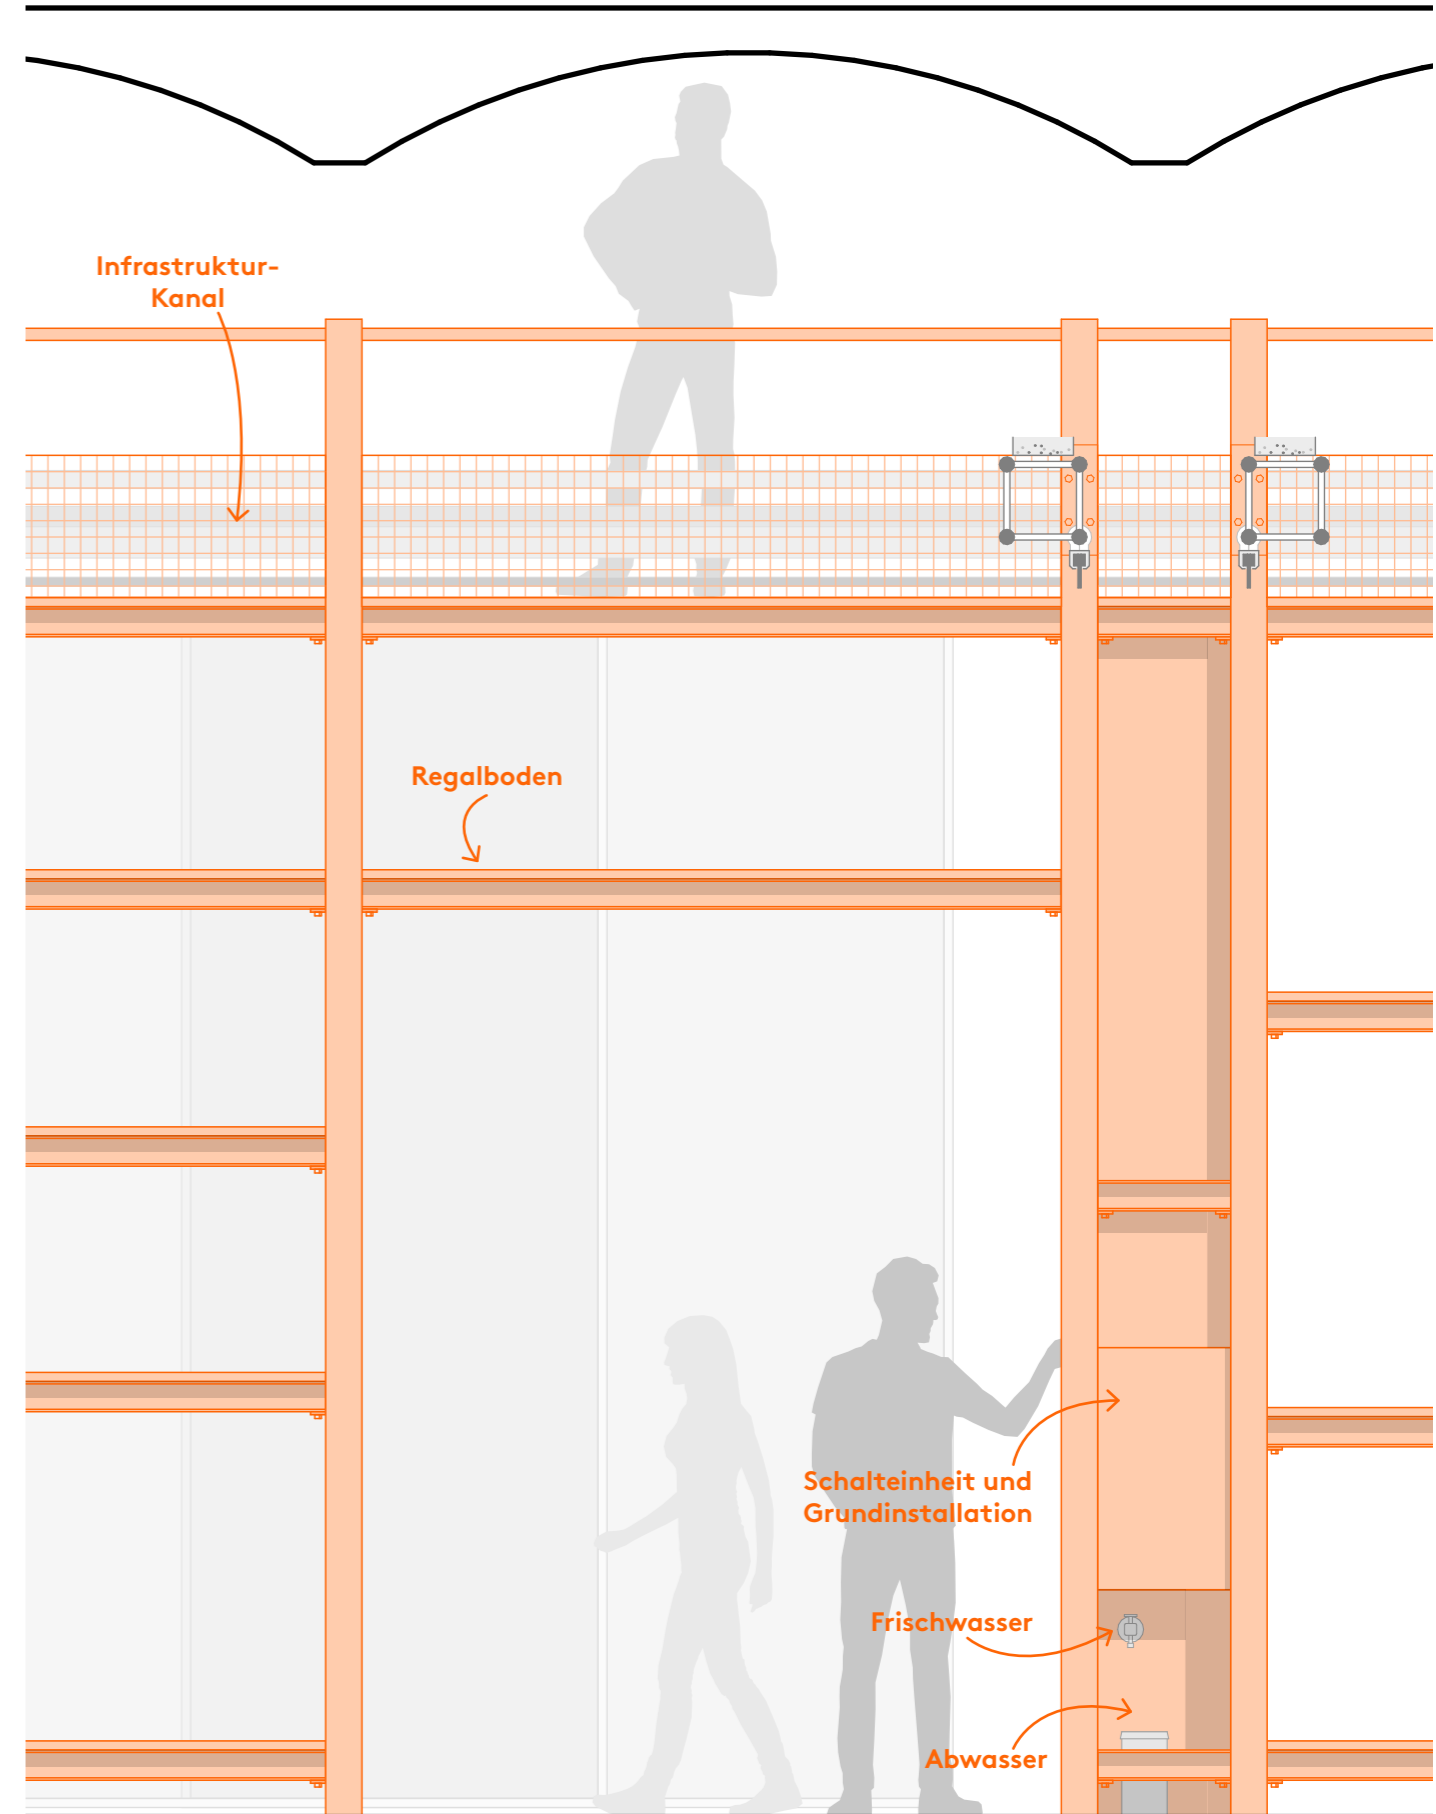 Infrastruktur-
Kanal
Regalboden
Schalteinheit und
Grundinstallation
Frischwasser
Abwasser